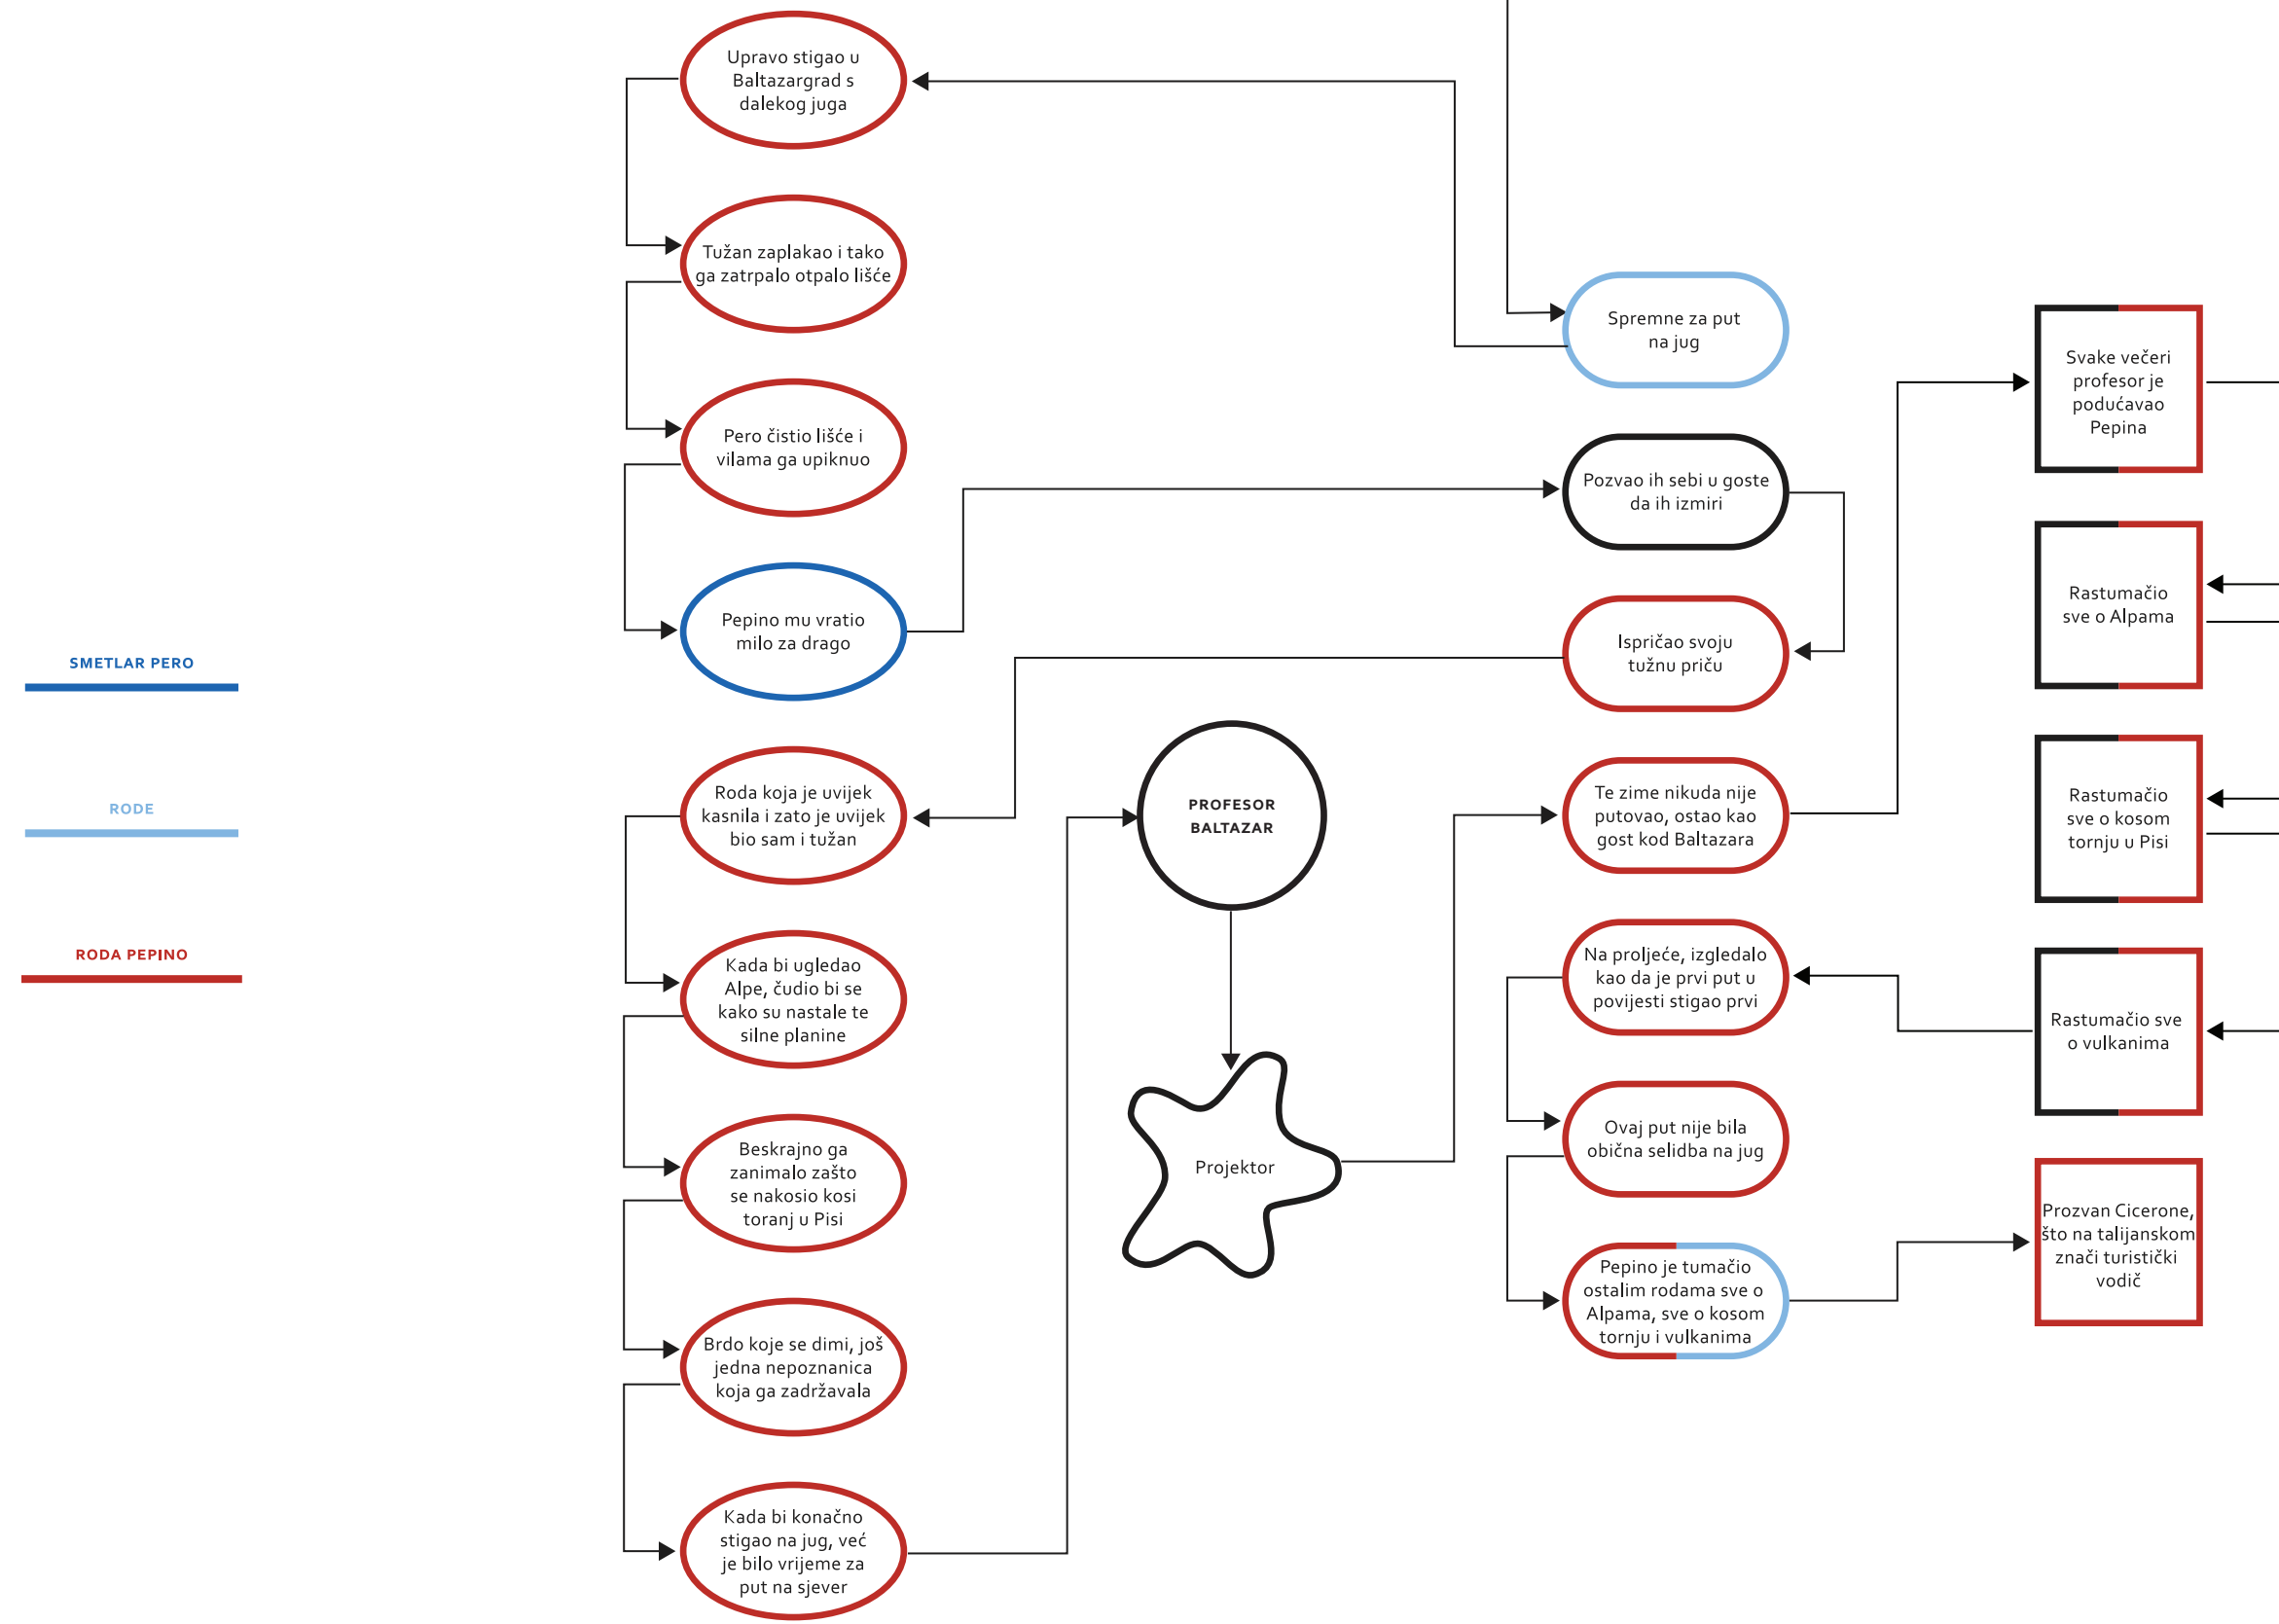 SMETLAR PERO
RODE
RODA PEPINO
Upravo stigao u
Baltazargrad s
dalekog juga
Tužan zaplakao i tako
ga zatrpalo otpalo lišće
Pero čistio lišće i
vilama ga upiknuo
Pepino mu vratio
milo za drago
Roda koja je uvijek
kasnila i zato je uvijek
bio sam i tužan
Kada bi ugledao
Alpe, čudio bi se
kako su nastale te
silne planine
Beskrajno ga
zanimalo zašto
se nakosio kosi
toranj u Pisi
Brdo koje se dimi, još
jedna nepoznanica
koja ga zadržavala
Kada bi konačno
stigao na jug, već
je bilo vrijeme za
put na sjever
PROFESOR
BALTAZAR
Projektor
Spremne za put
na jug
Pozvao ih sebi u goste
da ih izmiri
Ispričao svoju
tužnu priču
Te zime nikuda nije
putovao, ostao kao
gost kod Baltazara
Na proljeće, izgledalo
kao da je prvi put u
povijesti stigao prvi
Ovaj put nije bila
obična selidba na jug
Pepino je tumačio
ostalim rodama sve o
Alpama, sve o kosom
tornju i vulkanima
Svake večeri
profesor je
podućavao
Pepina
Rastumačio
sve o Alpama
Rastumačio
sve o kosom
tornju u Pisi
Rastumačio sve
o vulkanima
Prozvan Cicerone,
što na talijanskom
znači turistički
vodič